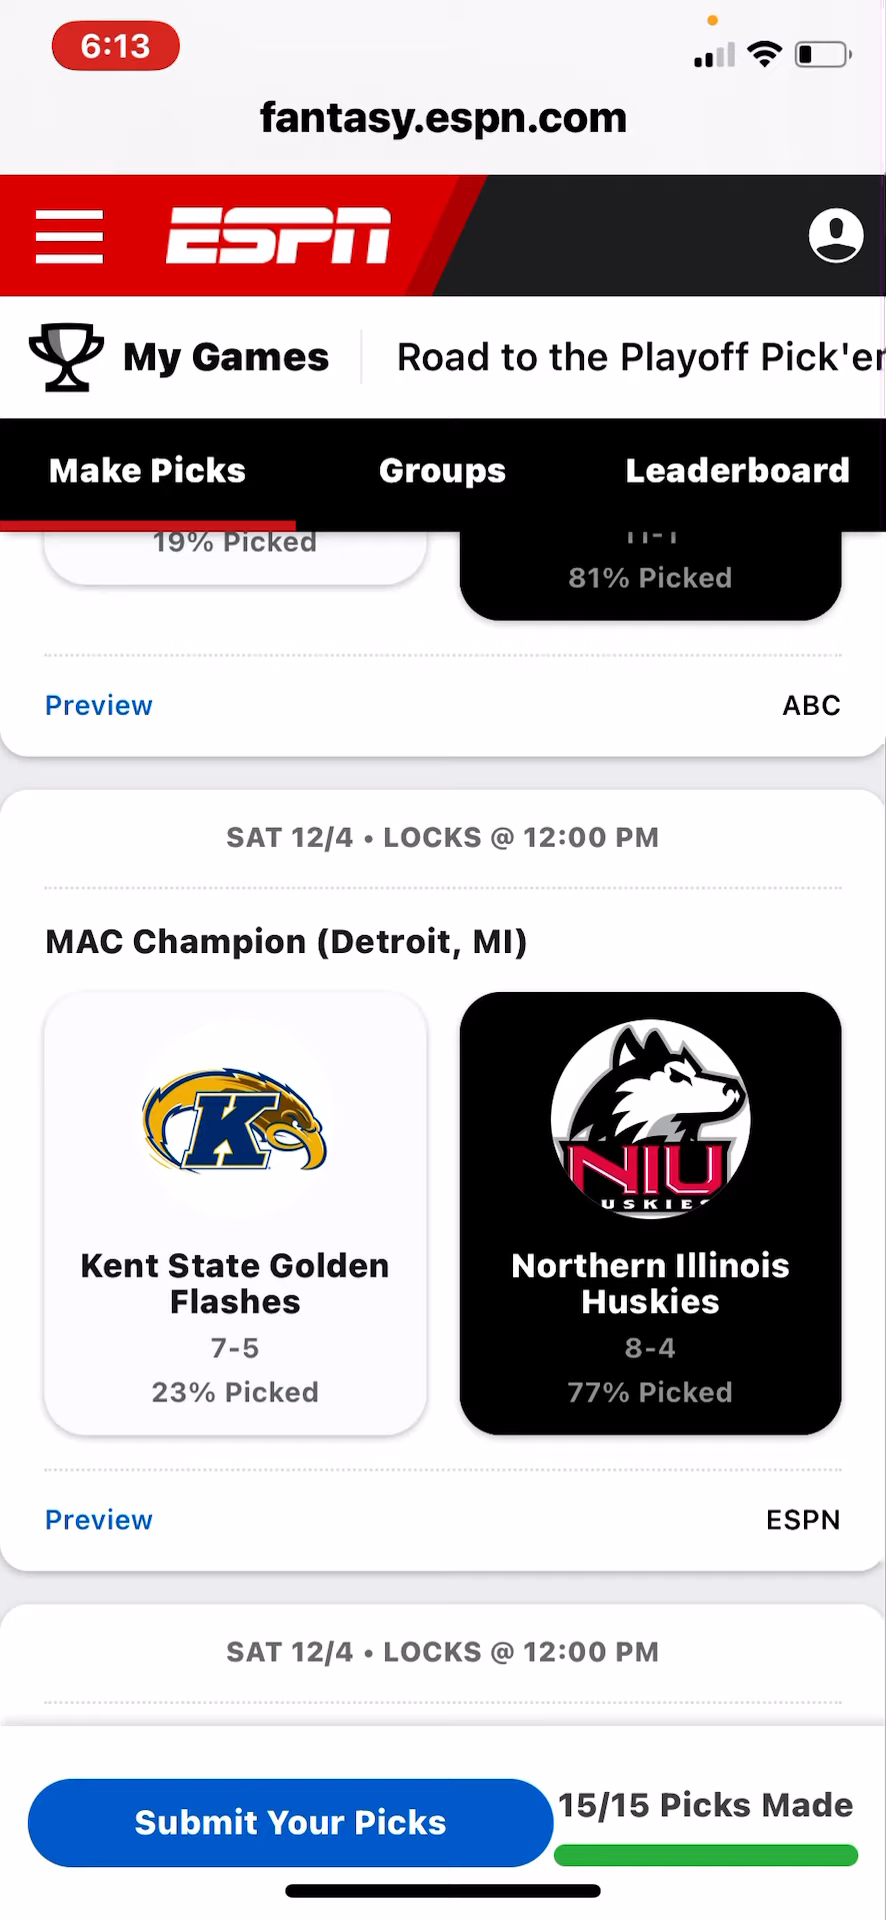 6:13
fantasy.espn.com
ESPN
My Games
Road to the Playoff Pick'er
Make Picks
Groups
Leaderboard
19% Picked
11-1
81% Picked
Preview
ABC
SAT 12/4 • LOCKS @ 12:00 PM
MAC Champion (Detroit, MI)
K
NIU
USKIES
Kent State Golden
Flashes
7-5
23% Picked
Northern Illinois
Huskies
8-4
77% Picked
Preview
ESPN
SAT 12/4 • LOCKS @ 12:00 PM
Submit Your Picks
15/15 Picks Made